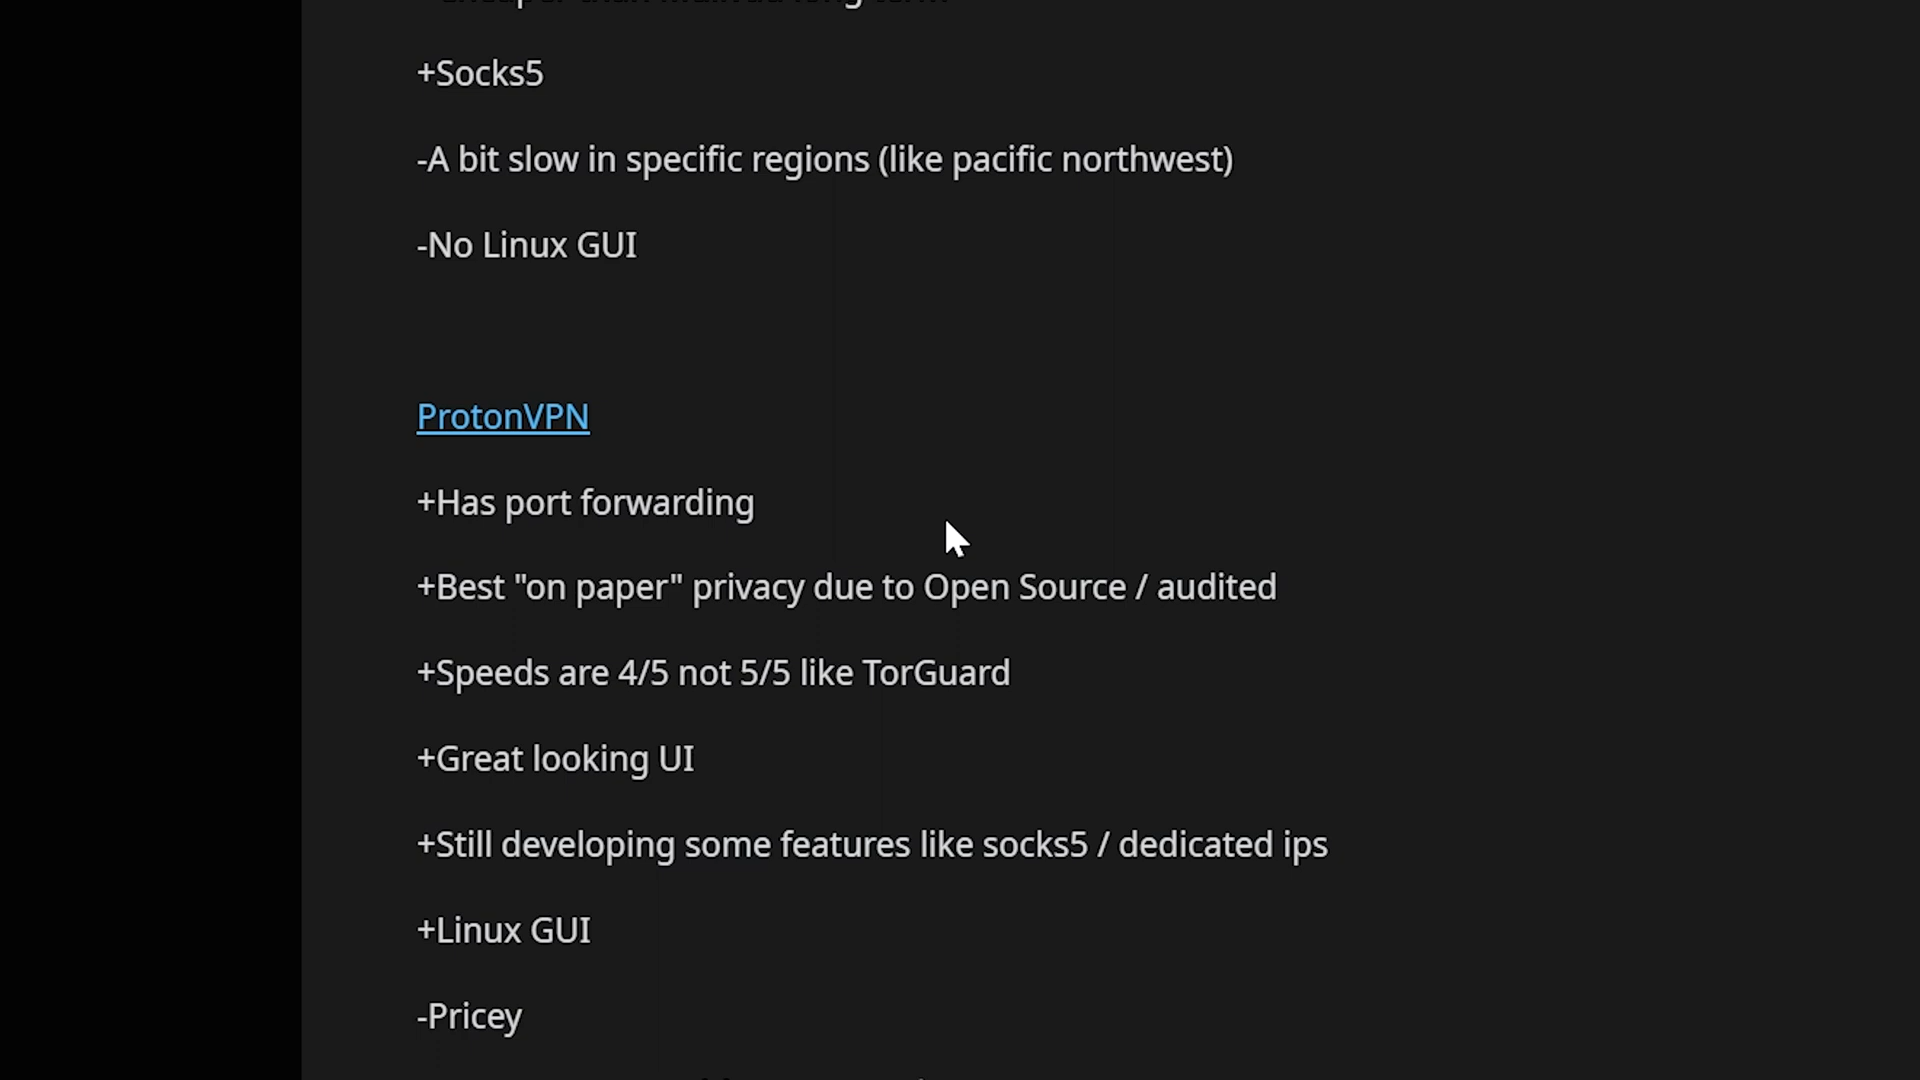 +Socks5
-A bit slow in specific regions (like pacific northwest)
-No Linux GUI
ProtonVPN
+Has port forwarding
+Best "on paper" privacy due to Open Source / audited
+Speeds are 4/5 not 5/5 like TorGuard
+Great looking UI
+Still developing some features like socks5 / dedicated ips
+Linux GUI
-Pricey